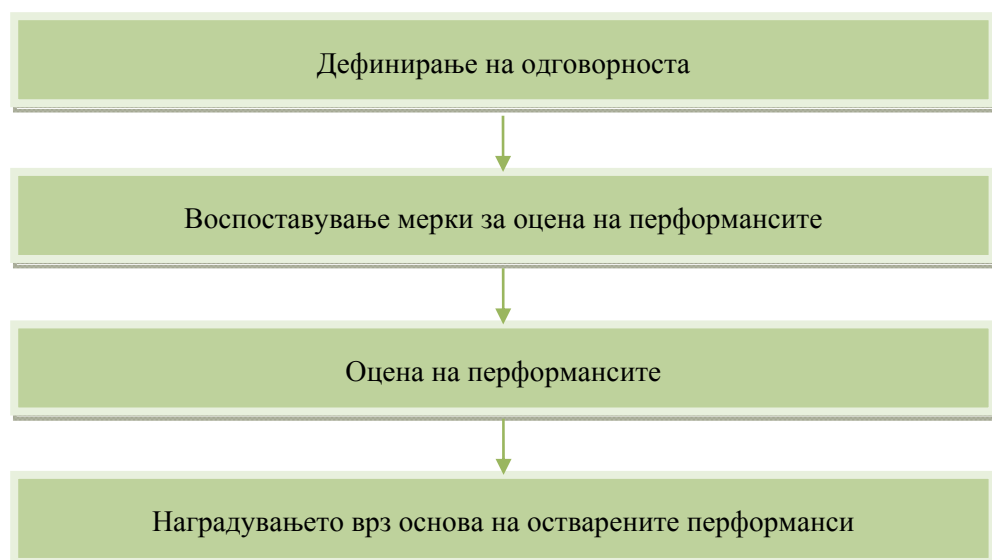 Дефинирање на одговорноста
Воспоставување мерки за оцена на перформансите
Оцена на перформансите
Наградувањето врз основа на остварените перформанси